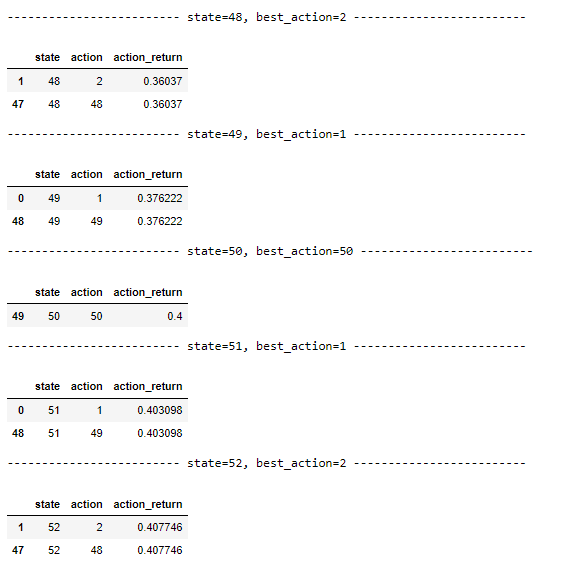 ------------------------- state=48, best_action=2 -------------------------
state action action_return
1 48 2 0.36037
47 48 48 0.36037
------------------------- state=49, best_action=1 -------------------------
state action action_return
0 49 1 0.376222
48 49 49 0.376222
------------------------- state=50, best_action=50 -------------------------
state action action_return
49 50 50 0.4
------------------------- state=51, best_action=1 -------------------------
state action action_return
0 51 1 0.403098
48 51 49 0.403098
------------------------- state=52, best_action=2 -------------------------
state action action_return
1 52 2 0.407746
47 52 48 0.407746